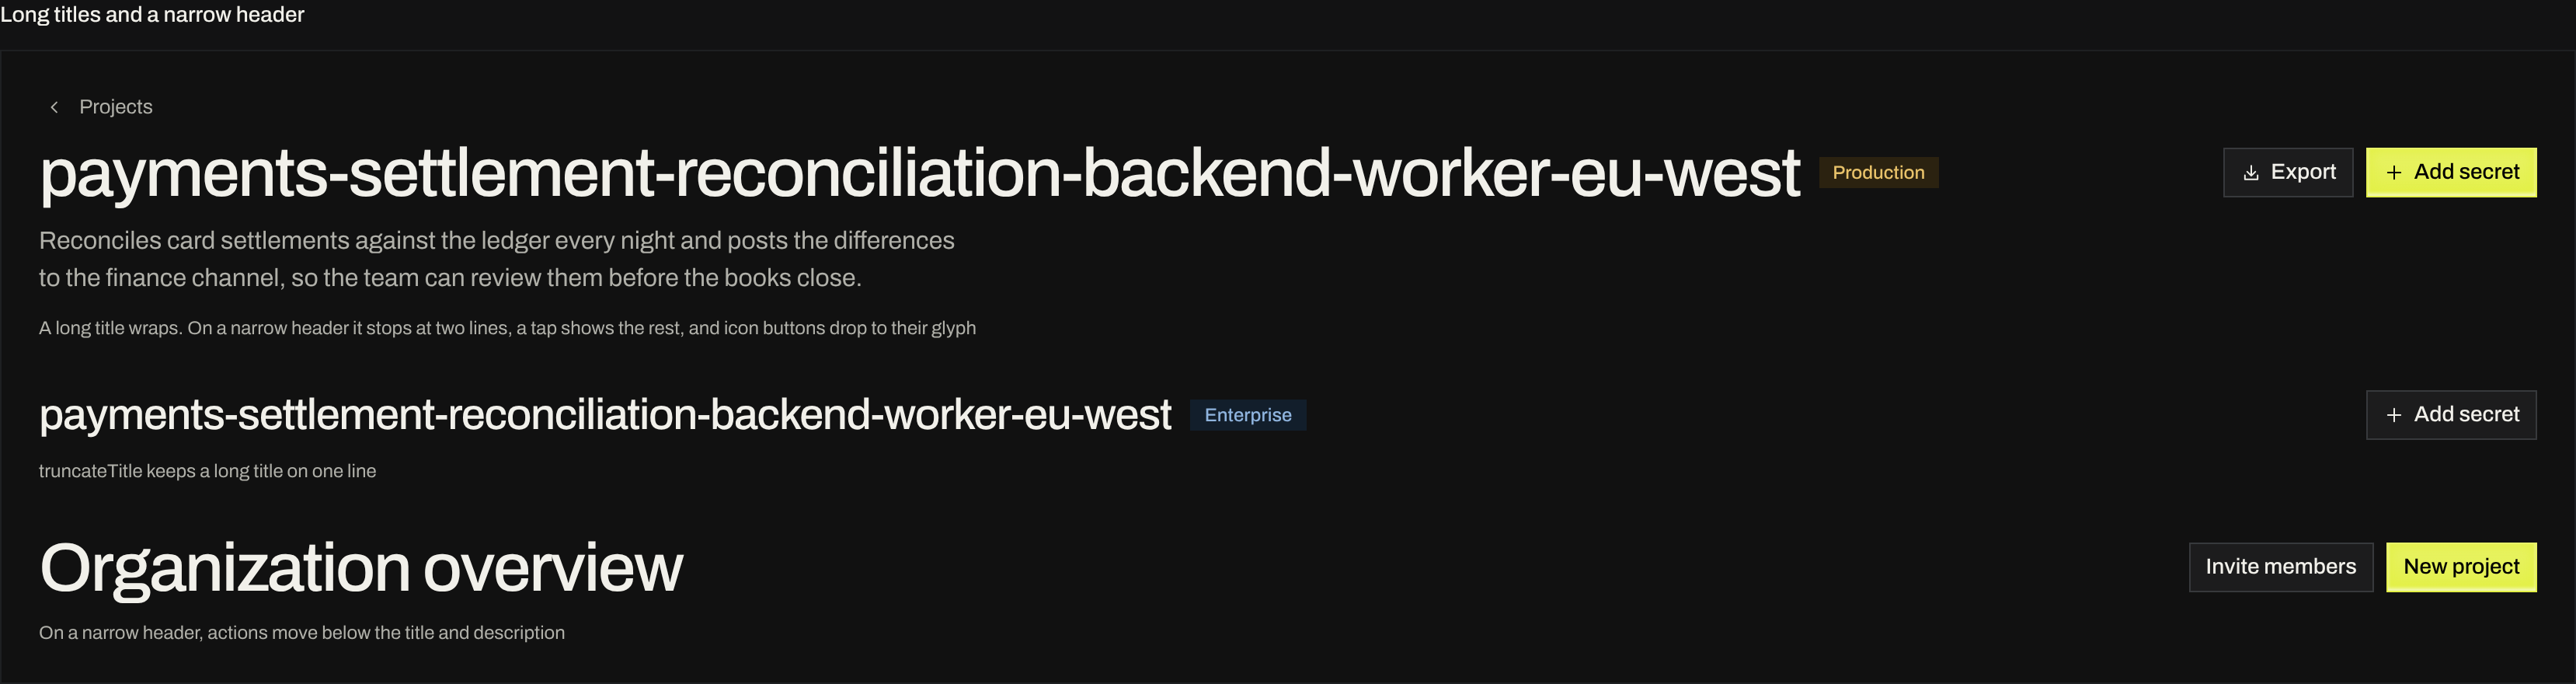 Long titles and a narrow header
Projects
payments-settlement-reconciliation-backend-worker-eu-west Production
Export
Add secret
Reconciles card settlements against the ledger every night and posts the differences
to the finance channel, so the team can review them before the books close.
A long title wraps. On a narrow header it stops at two lines, a tap shows the rest, and icon buttons drop to their glyph
payments-settlement-reconciliation-backend-worker-eu-west Enterprise
Add secret
truncateTitle keeps a long title on one line
Organization overview
Invite members
New project
On a narrow header, actions move below the title and description